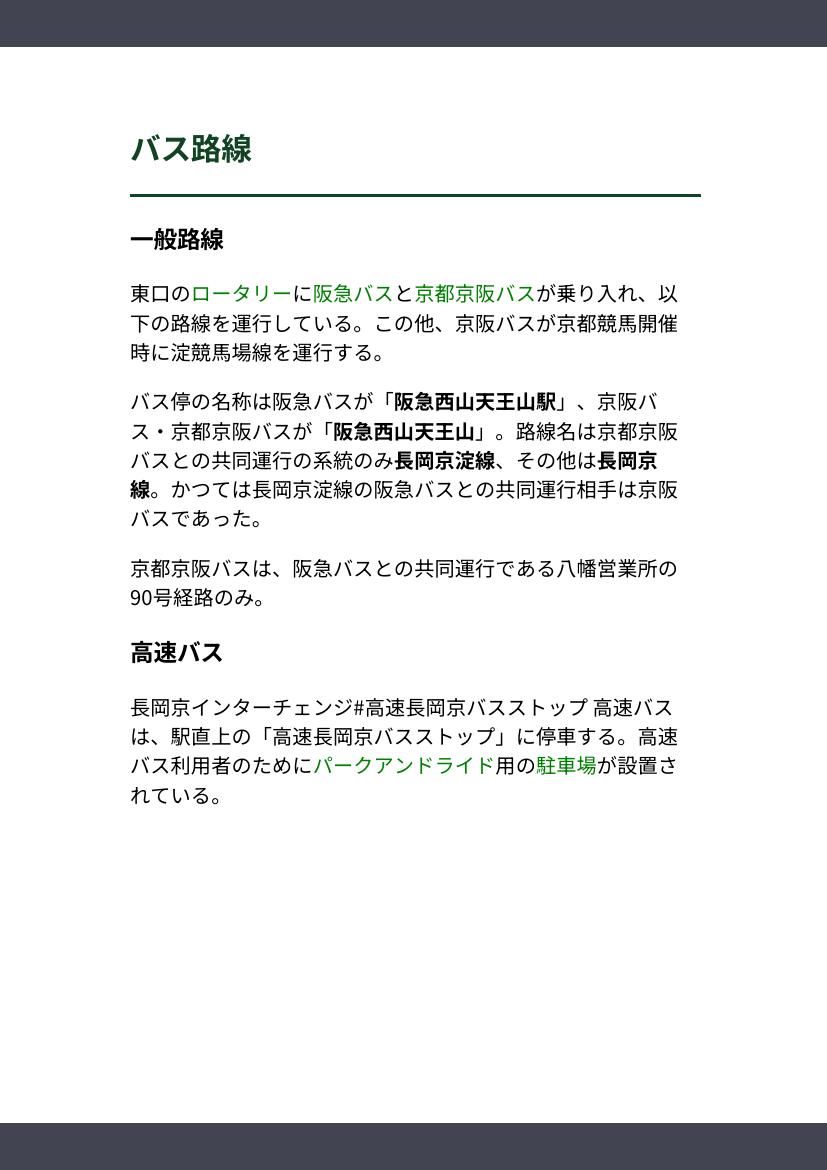 バス路線
一般路線
東口のロータリーに阪急バスと京都京阪バスが乗り入れ、以
下の路線を運行している。この他、京阪バスが京都競馬開催
時に淀競馬場線を運行する。
バス停の名称は阪急バスが「阪急西山天王山駅」、京阪バ
ス・京都京阪バスが「阪急西山天王山」。路線名は京都京阪
バスとの共同運行の系統のみ長岡京淀線、その他は長岡京
線。かつては長岡京淀線の阪急バスとの共同運行相手は京阪
バスであった。
京都京阪バスは、阪急バスとの共同運行である八幡営業所の
90号経路のみ。
高速バス
長岡京インターチェンジ#高速長岡京バスストップ 高速バス
は、駅直上の「高速長岡京バスストップ」に停車する。高速
バス利用者のためにパークアンドライド用の駐車場が設置さ
れている。